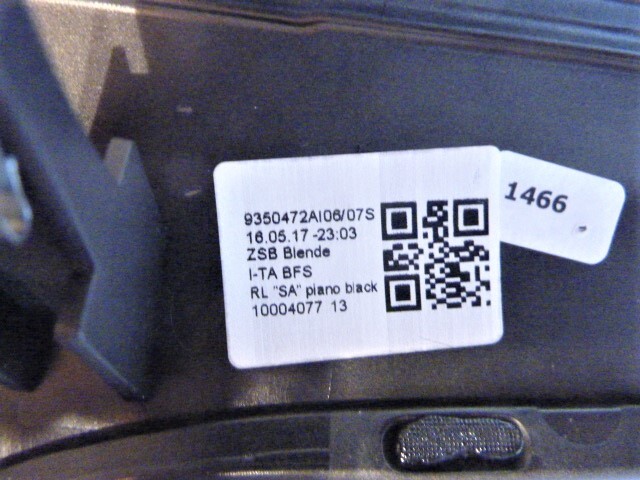 9350472AI06/07S
16.05.17 -23:03
ZSB Blende
I-TA BFS
RL "SA" piano black
10004077 13
1466